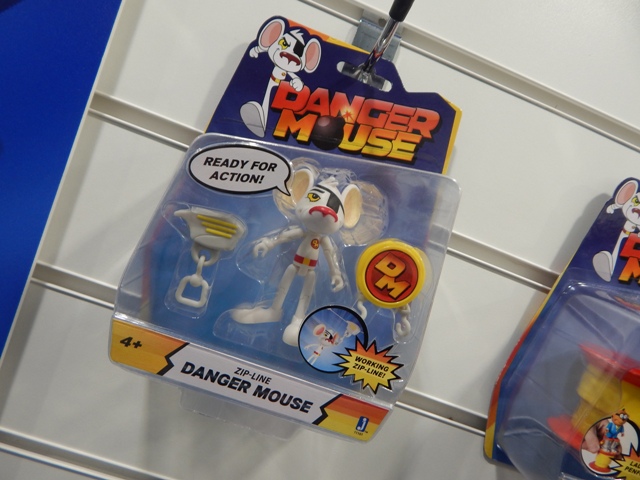 DANGER
MOUSE
READY FOR
ACTION!
DM
WORKING
ZIP-LINE!
4+
ZIP-LINE
DANGER MOUSE